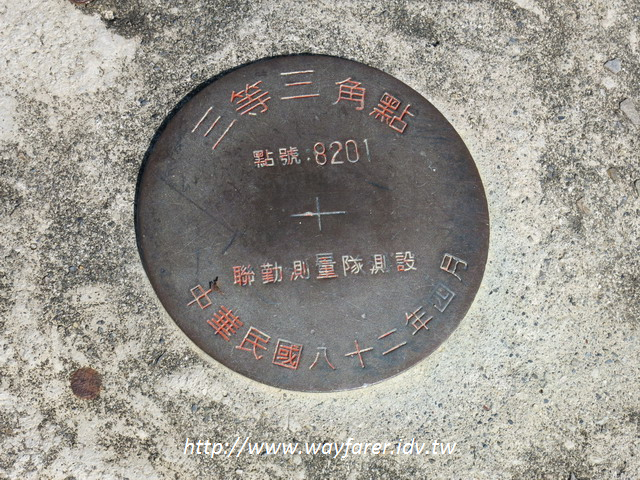 三等三角點
點號:8201
聯勤測量隊測設
中華民國八十二年四月
http://www.wayfarer.idv.tw